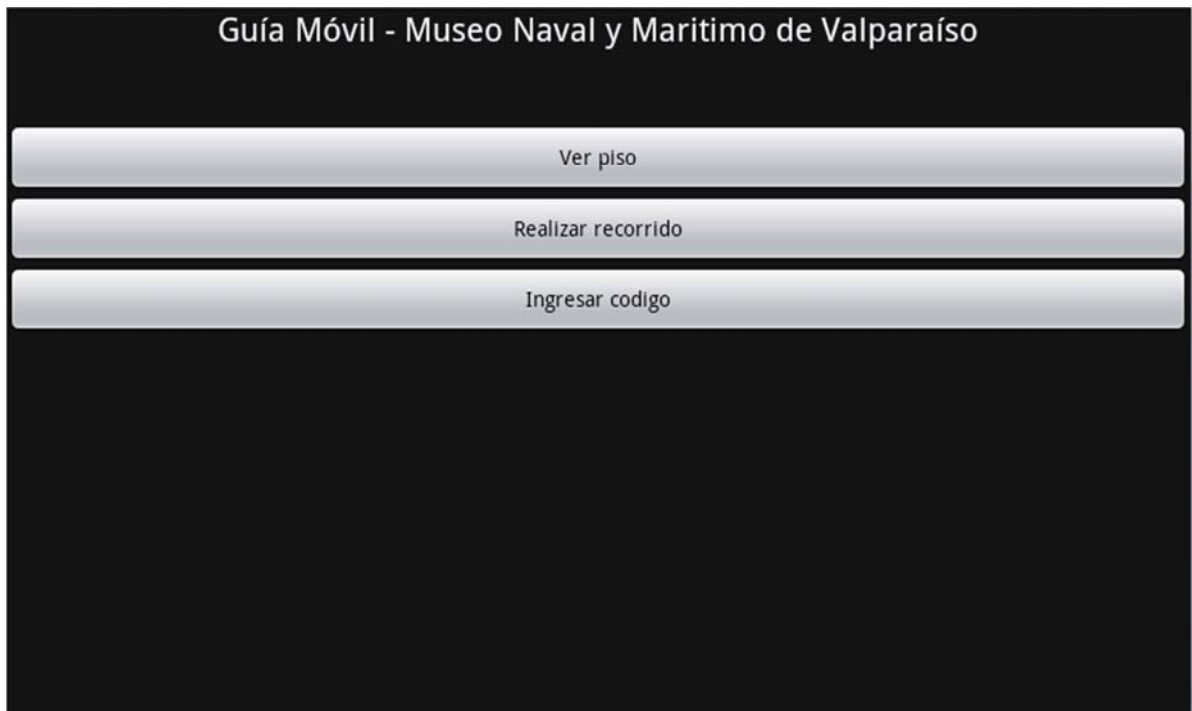 Guía Móvil - Museo Naval y Maritimo de Valparaíso
Ver piso
Realizar recorrido
Ingresar codigo